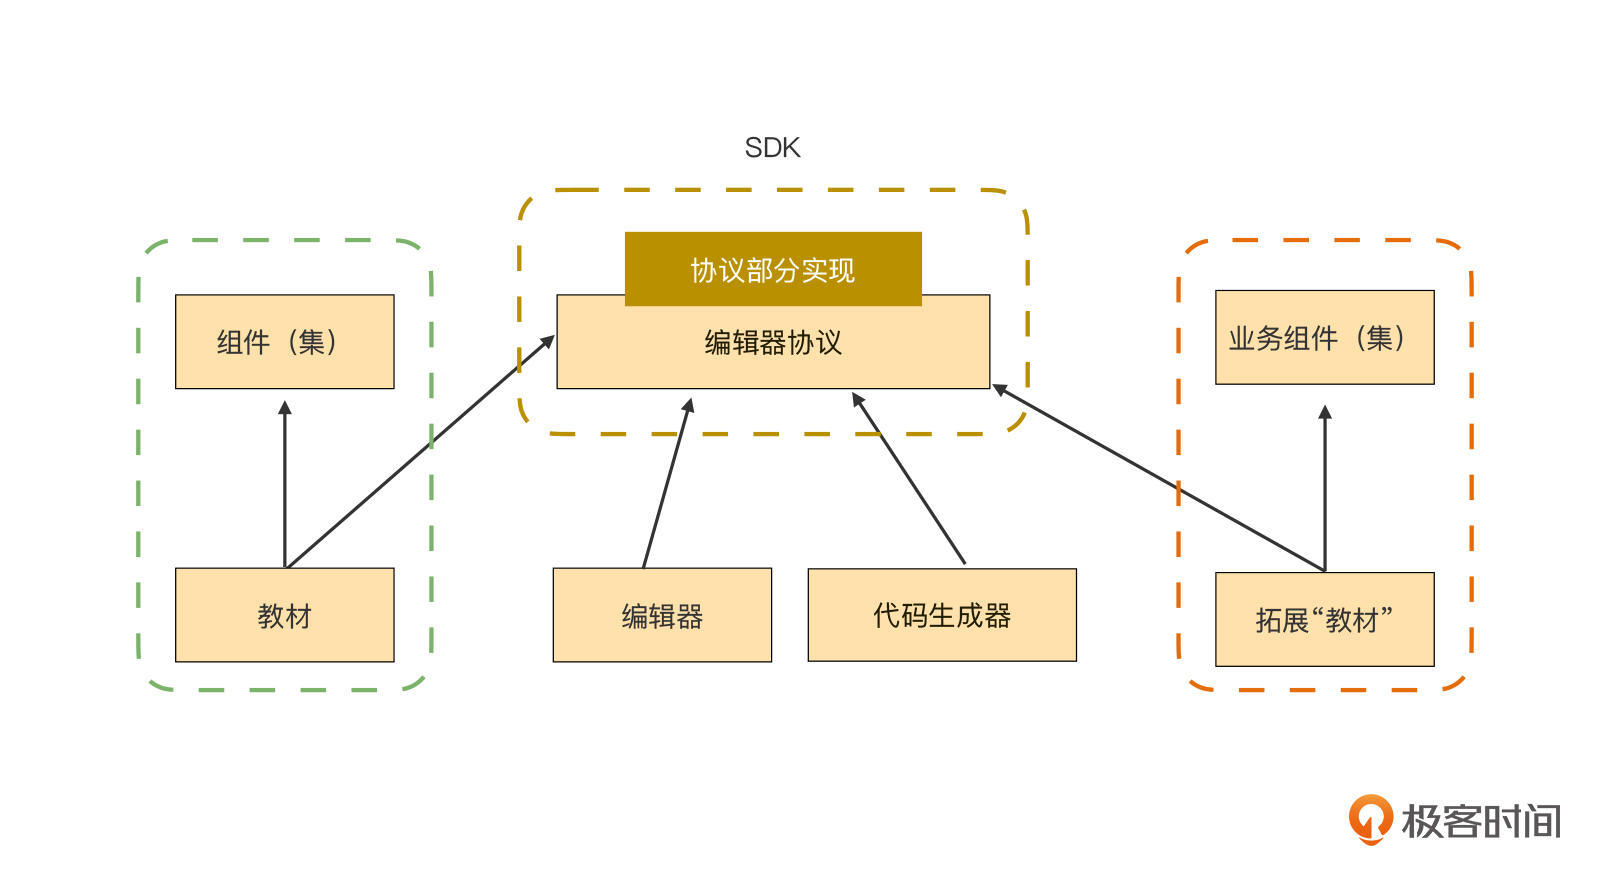 SDK
协议部分实现
组件（集）
编辑器协议
业务组件（集）
教材
编辑器
代码生成器
拓展“教材”
极客时间